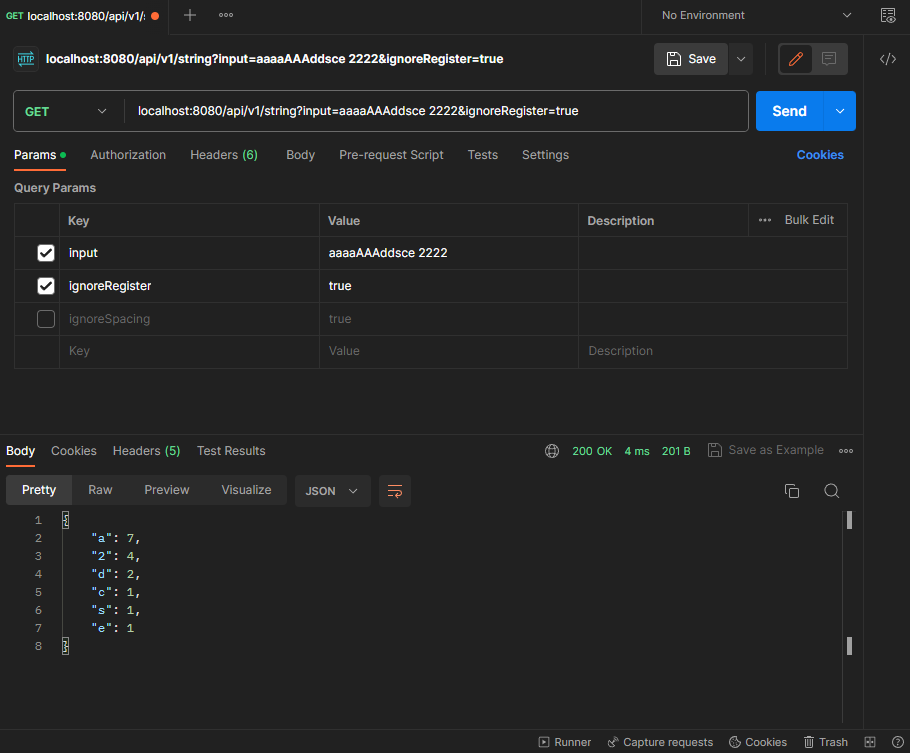 GET localhost:8080/api/v1/s
No Environment
HTTP localhost:8080/api/v1/string?input=aaaaAAAddsce 2222&ignoreRegister=true
Save
GET localhost:8080/api/v1/string?input=aaaaAAAddsce 2222&ignoreRegister=true
Send
Params Authorization Headers (6) Body Pre-request Script Tests Settings Cookies
Query Params
Key Value Description Bulk Edit
input aaaaAAAddsce 2222
ignoreRegister true
ignoreSpacing true
Key Value Description
Body Cookies Headers (5) Test Results 200 OK 4 ms 201 B Save as Example
Pretty Raw Preview Visualize JSON
1 {
2 "a": 7,
3 "2": 4,
4 "d": 2,
5 "c": 1,
6 "s": 1,
7 "e": 1
8 }
Runner Capture requests Cookies Trash